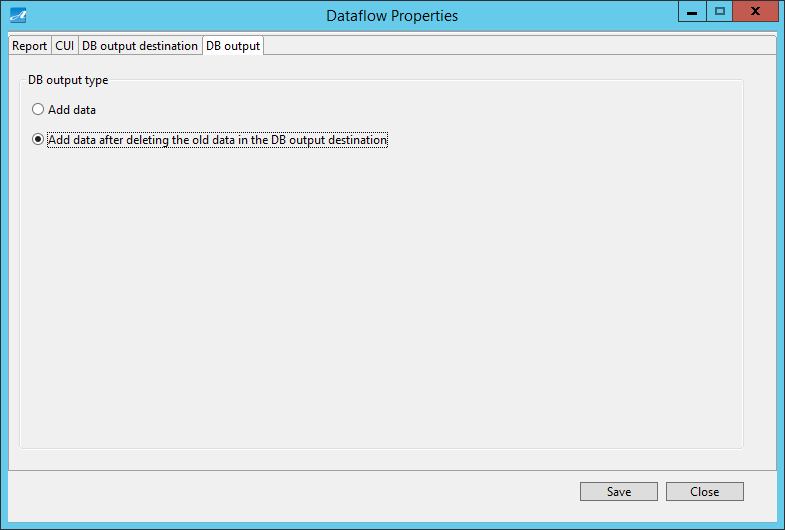 Dataflow Properties
Report CUI DB output destination DB output
DB output type
Add data
Add data after deleting the old data in the DB output destination
Save Close